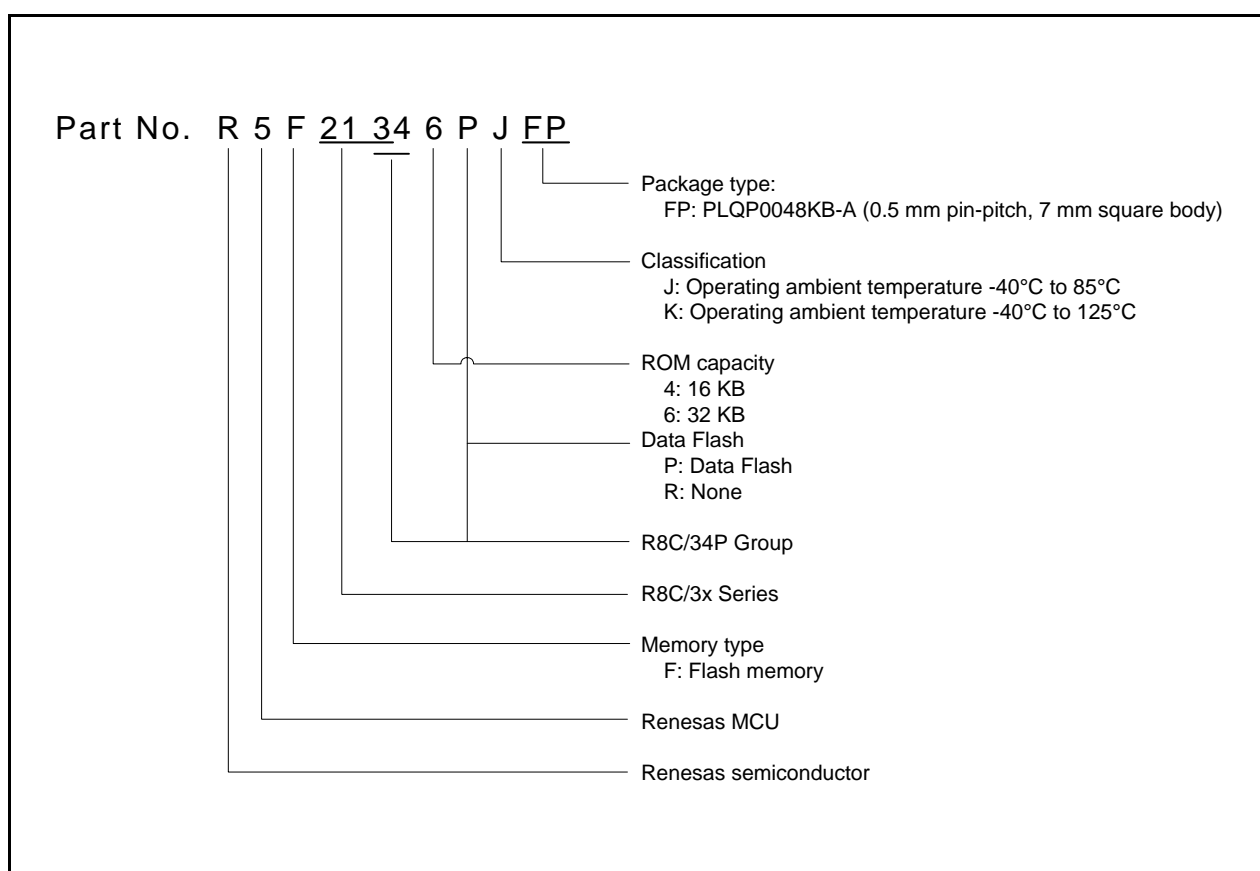 Part No. R 5 F 21 34 6 P J FP
Package type:
FP: PLQP0048KB-A (0.5 mm pin-pitch, 7 mm square body)
Classification
J: Operating ambient temperature -40°C to 85°C
K: Operating ambient temperature -40°C to 125°C
ROM capacity
4: 16 KB
6: 32 KB
Data Flash
P: Data Flash
R: None
R8C/34P Group
R8C/3x Series
Memory type
F: Flash memory
Renesas MCU
Renesas semiconductor